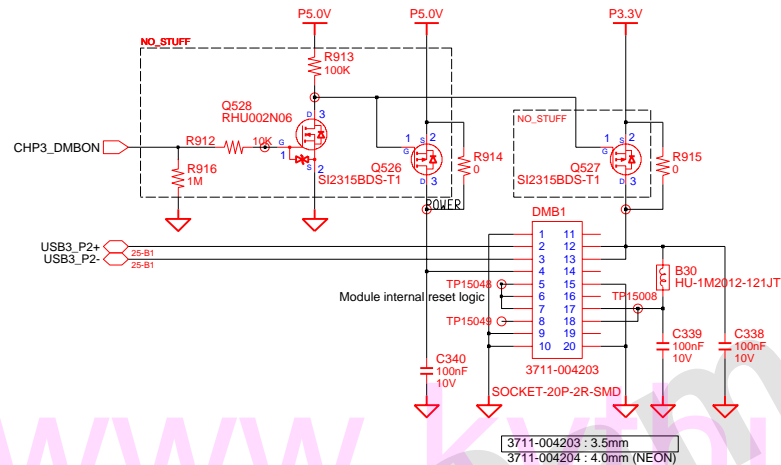 P5.0V
P5.0V
P3.3V
NO_STUFF
R913
100K
Q528
RHU002N06
D
3
G
1
S
2
CHP3_DMBON
R912
10K
R916
1M
1
G
S
2
D
3
Q526
SI2315BDS-T1
R914
0
POWER
NO_STUFF
1
G
S
2
D
3
Q527
SI2315BDS-T1
R915
0
DMB1
USB3_P2+
25-B1
USB3_P2-
25-B1
1 11
2 12
3 13
4 14
5 15
6 16
7 17
8 18
9 19
10 20
TP15048
Module internal reset logic
TP15049
TP15008
B30
HU-1M2012-121JT
C340
100nF
10V
C339
100nF
10V
C338
100nF
10V
3711-004203
SOCKET-20P-2R-SMD
3711-004203 : 3.5mm
3711-004204 : 4.0mm (NEON)